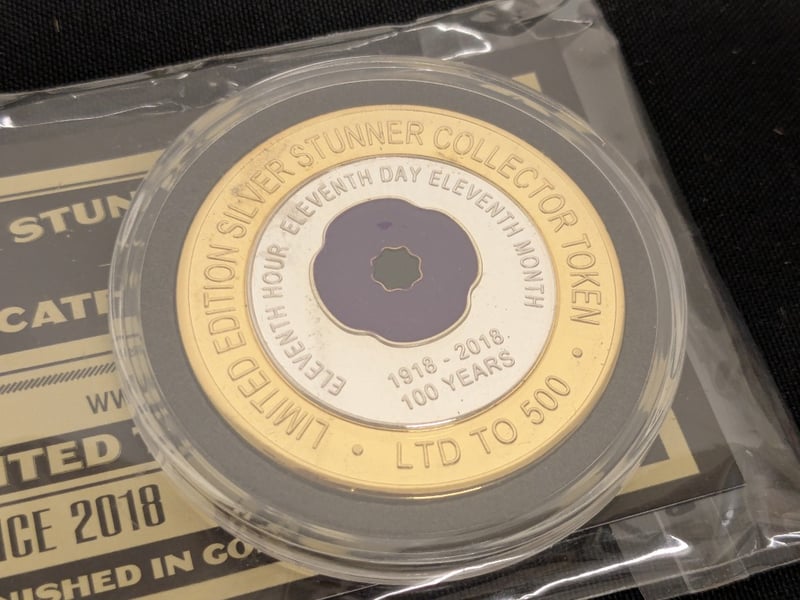 LIMITED EDITION SILVER STUNNER COLLECTOR TOKEN
• LTD TO 500 •
ELEVENTH HOUR ELEVENTH DAY ELEVENTH MONTH
1918 - 2018
100 YEARS
STUN
CATE
WW
ITED
ICE 2018
NISHED IN GO